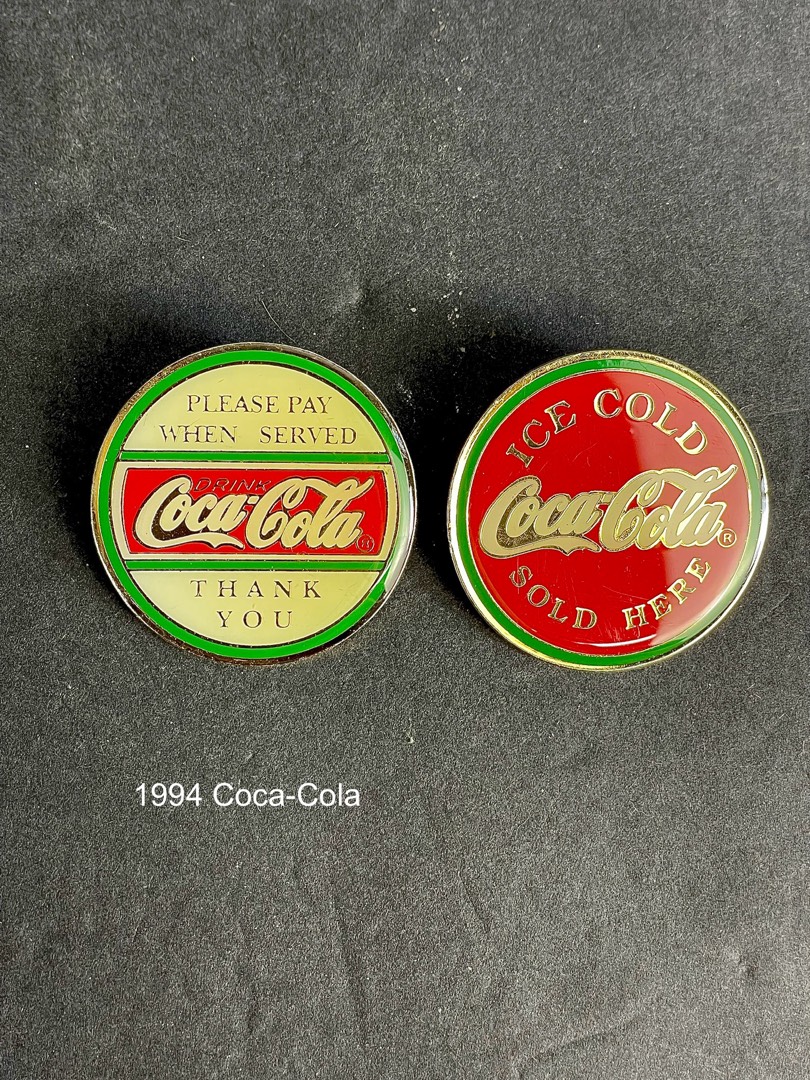 PLEASE PAY
WHEN SERVED
DRINK
Coca-Cola ®
THANK
YOU
ICE COLD
Coca-Cola ®
SOLD HERE
1994 Coca-Cola